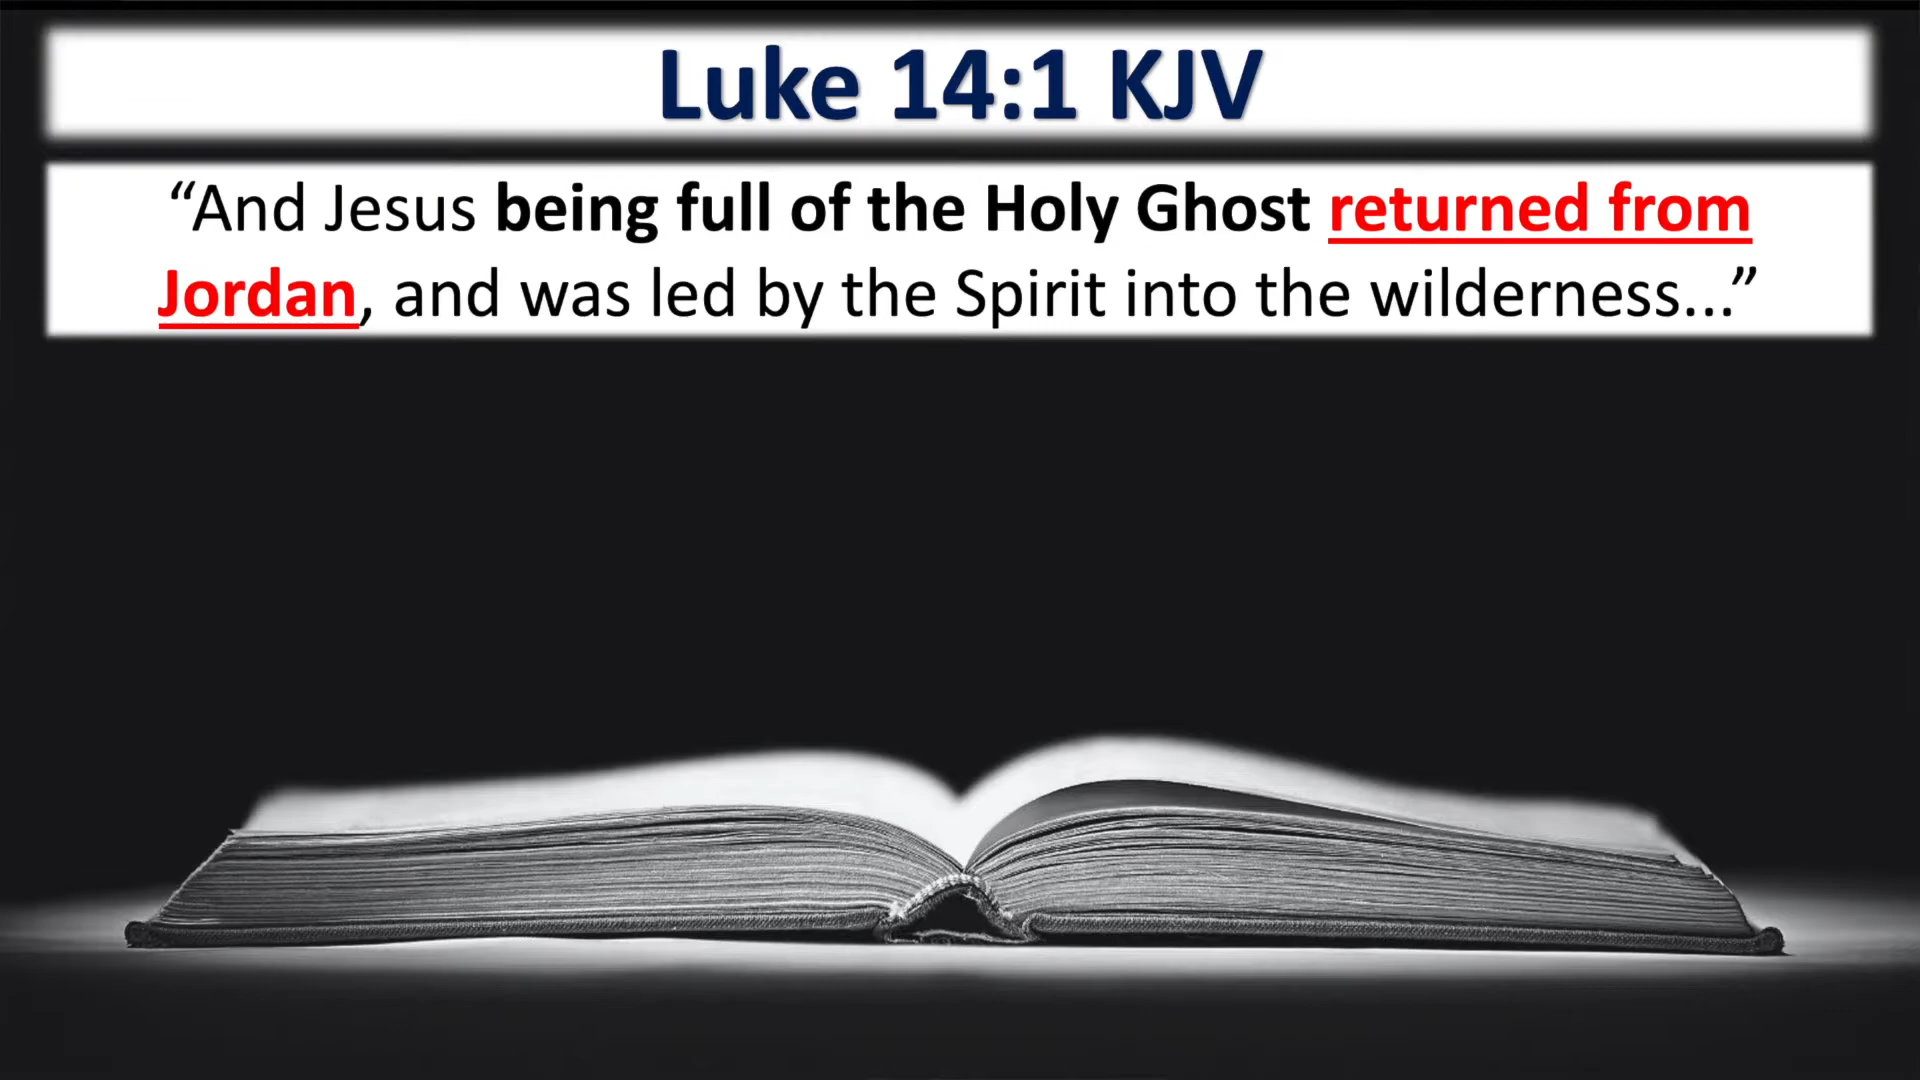 Luke 14:1 KJV
“And Jesus being full of the Holy Ghost returned from
Jordan, and was led by the Spirit into the wilderness...”